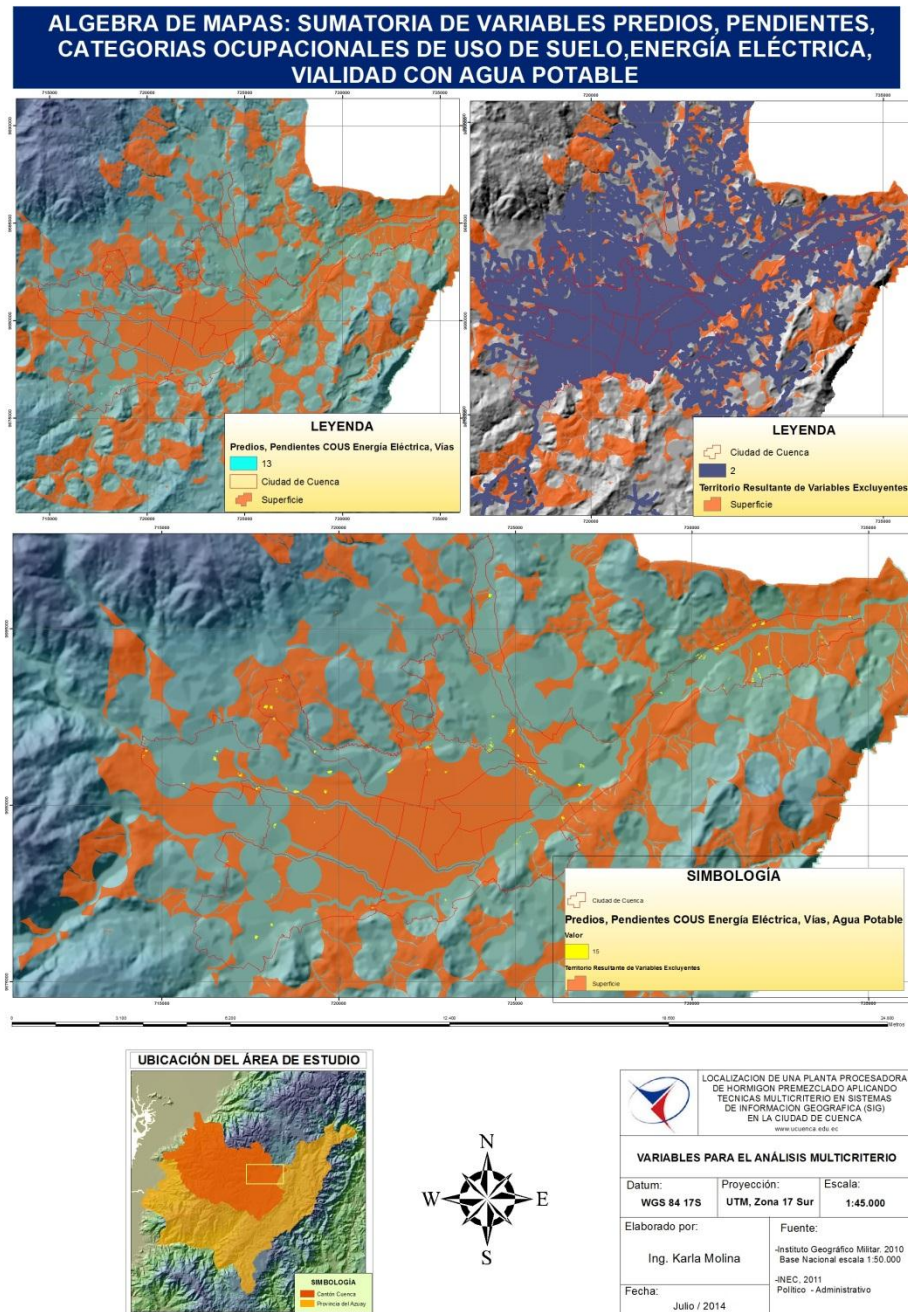 ALGEBRA DE MAPAS: SUMATORIA DE VARIABLES PREDIOS, PENDIENTES,
CATEGORIAS OCUPACIONALES DE USO DE SUELO,ENERGÍA ELÉCTRICA,
VIALIDAD CON AGUA POTABLE
LEYENDA
Predios, Pendientes COUS Energía Eléctrica, Vías
13
Ciudad de Cuenca
Superficie
LEYENDA
Ciudad de Cuenca
2
Territorio Resultante de Variables Excluyentes
Superficie
SIMBOLOGÍA
Ciudad de Cuenca
Predios, Pendientes COUS Energía Eléctrica, Vías, Agua Potable
Valor
15
Territorio Resultante de Variables Excluyentes
Superficie
715000 720000
UBICACIÓN DEL ÁREA DE ESTUDIO
SIMBOLOGÍA
Cantón Cuenca
Provincia del Azuay
N
W E
S
LOCALIZACION DE UNA PLANTA PROCESADORA
DE HORMIGON PREMEZCLADO APLICANDO
TECNICAS MULTICRITERIO EN SISTEMAS
DE INFORMACION GEOGRAFICA (SIG)
EN LA CIUDAD DE CUENCA
www.ucuenca.edu.ec
VARIABLES PARA EL ANÁLISIS MULTICRITERIO
Datum:
WGS 84 17S
Proyección:
UTM, Zona 17 Sur
Escala:
1:45.000
Elaborado por:
Ing. Karla Molina
Fecha:
Julio / 2014
Fuente:
-Instituto Geográfico Militar. 2010
Base Nacional escala 1:50.000
-INEC, 2011
Político - Administrativo